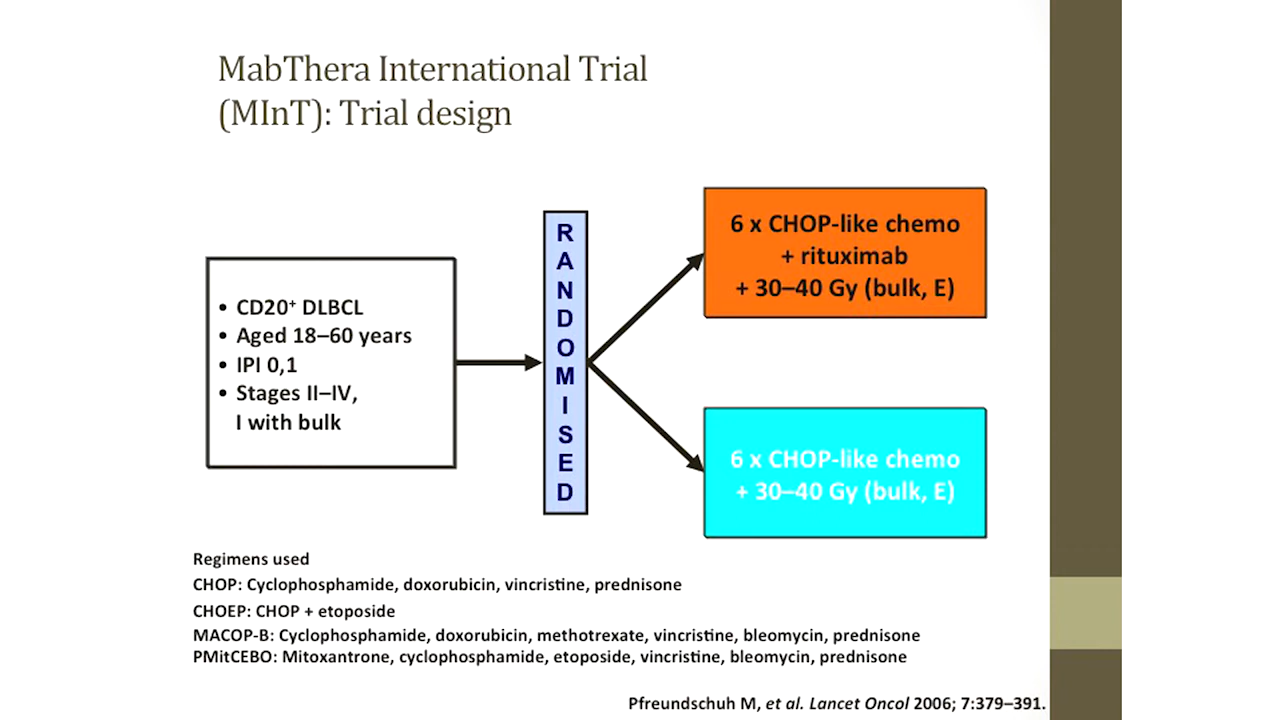 MabThera International Trial
(MInT): Trial design
• CD20⁺ DLBCL
• Aged 18–60 years
• IPI 0,1
• Stages II–IV,
I with bulk
R
A
N
D
O
M
I
S
E
D
6 x CHOP-like chemo
+ rituximab
+ 30–40 Gy (bulk, E)
6 x CHOP-like chemo
+ 30–40 Gy (bulk, E)
Regimens used
CHOP: Cyclophosphamide, doxorubicin, vincristine, prednisone
CHOEP: CHOP + etoposide
MACOP-B: Cyclophosphamide, doxorubicin, methotrexate, vincristine, bleomycin, prednisone
PMitCEBO: Mitoxantrone, cyclophosphamide, etoposide, vincristine, bleomycin, prednisone
Pfreundschuh M, et al. Lancet Oncol 2006; 7:379–391.